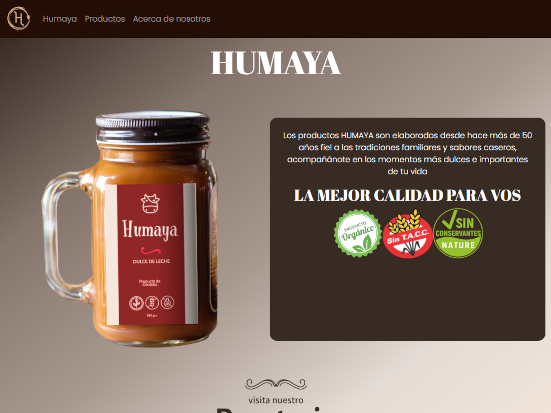 H
Humaya Productos Acerca de nosotros
HUMAYA
Los productos HUMAYA son elaborados desde hace más de 50
años fiel a las tradiciones familiares y sabores caseros,
acompañánote en los momentos más dulces e importantes
de tu vida
LA MEJOR CALIDAD PARA VOS
PRODUCTO
Orgánico
Sin T.A.C.C.
SIN
CONSERVANTES
NATURE
Humaya
DULCE DE LECHE
Producto de
Córdoba
visita nuestro